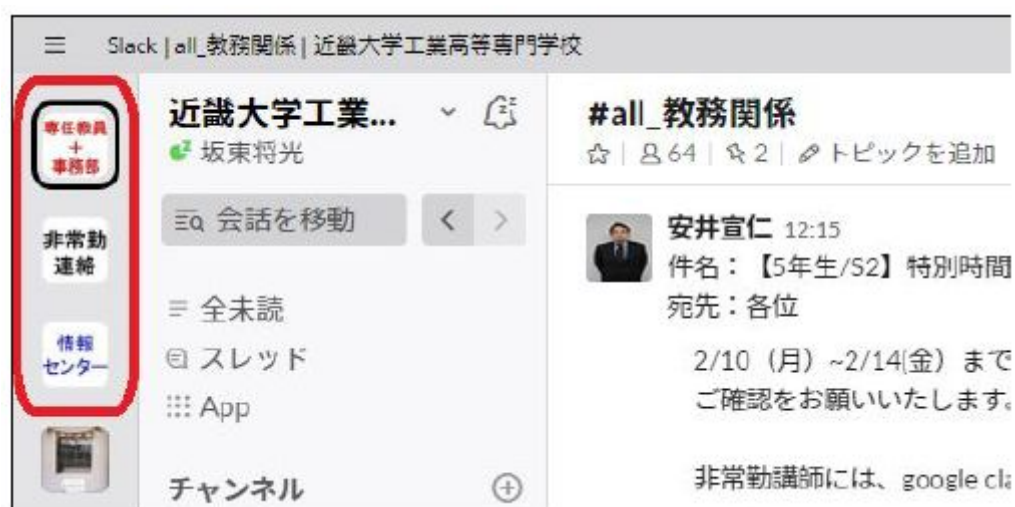 Slack | all_教務関係 | 近畿大学工業高等専門学校
専任教員
+
事務部
非常勤
連絡
情報
センター
近畿大学工業...
坂東将光
会話を移動
全未読
スレッド
App
チャンネル
#all_教務関係
64 | 2 | トピックを追加
安井宣仁 12:15
件名：【5年生/S2】特別時間
宛先：各位
2/10（月）~2/14(金）まで
ご確認をお願いいたします。
非常勤講師には、google cla